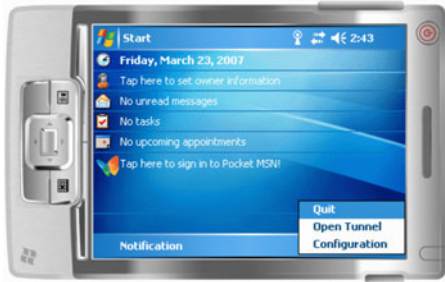 Start
2:43
Friday, March 23, 2007
Tap here to set owner information
No unread messages
No tasks
No upcoming appointments
Tap here to sign in to Pocket MSN!
Quit
Open Tunnel
Configuration
Notification